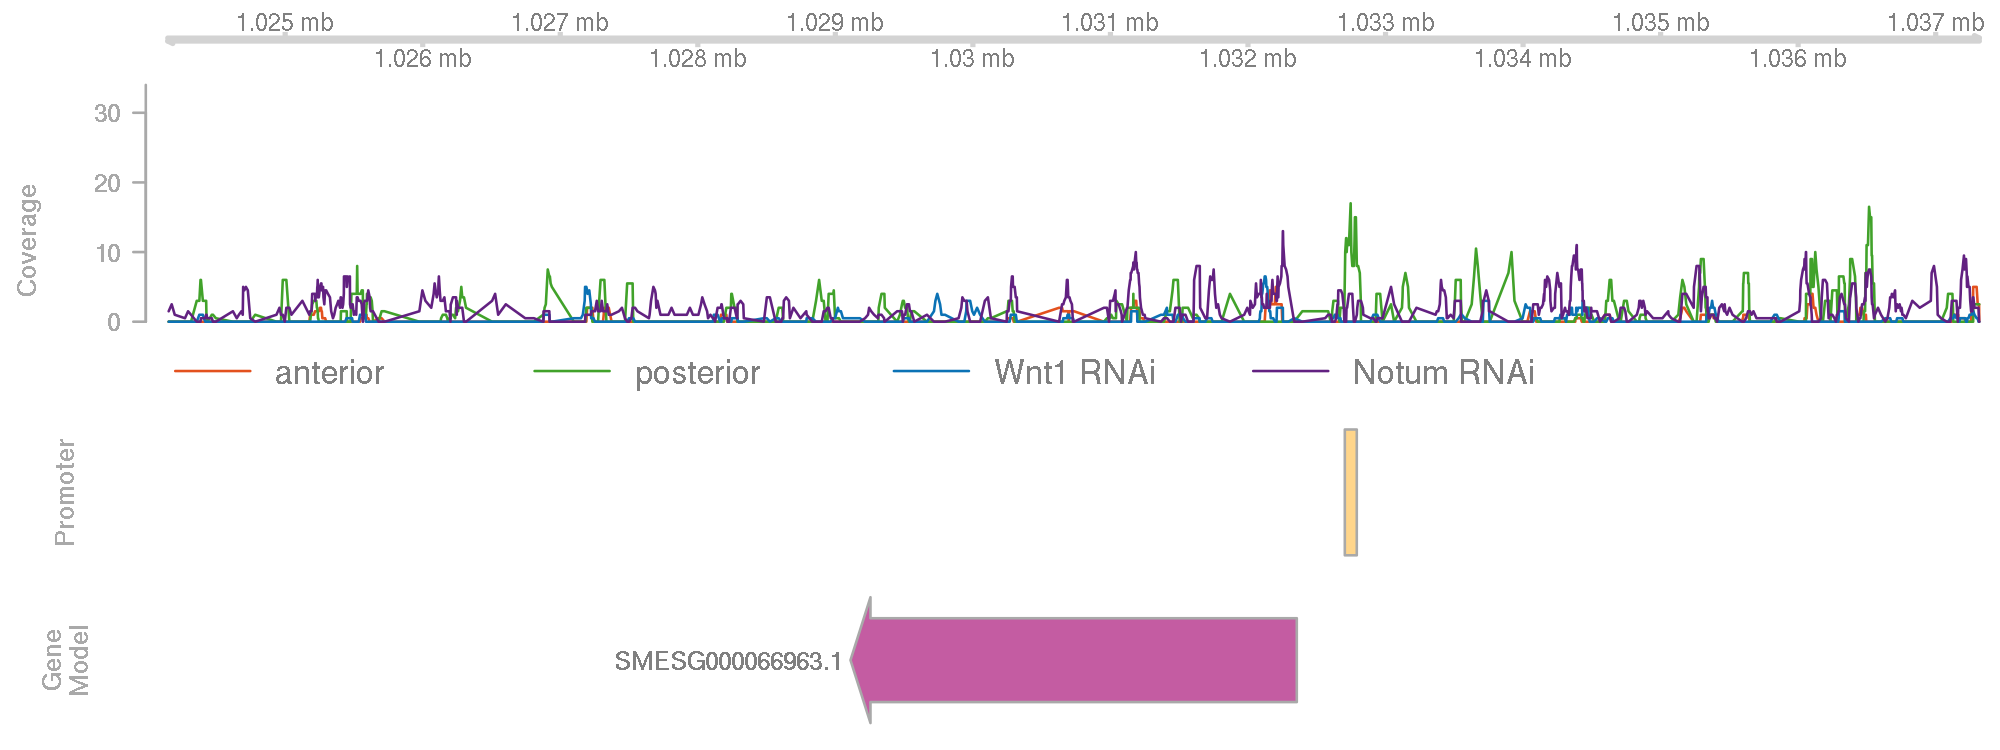 1.025 mb 1.027 mb 1.029 mb 1.031 mb 1.033 mb 1.035 mb 1.037 mb
1.026 mb 1.028 mb 1.03 mb 1.032 mb 1.034 mb 1.036 mb
Coverage
30
20
10
0
anterior posterior Wnt1 RNAi Notum RNAi
Promoter
Gene
Model
SMESG000066963.1